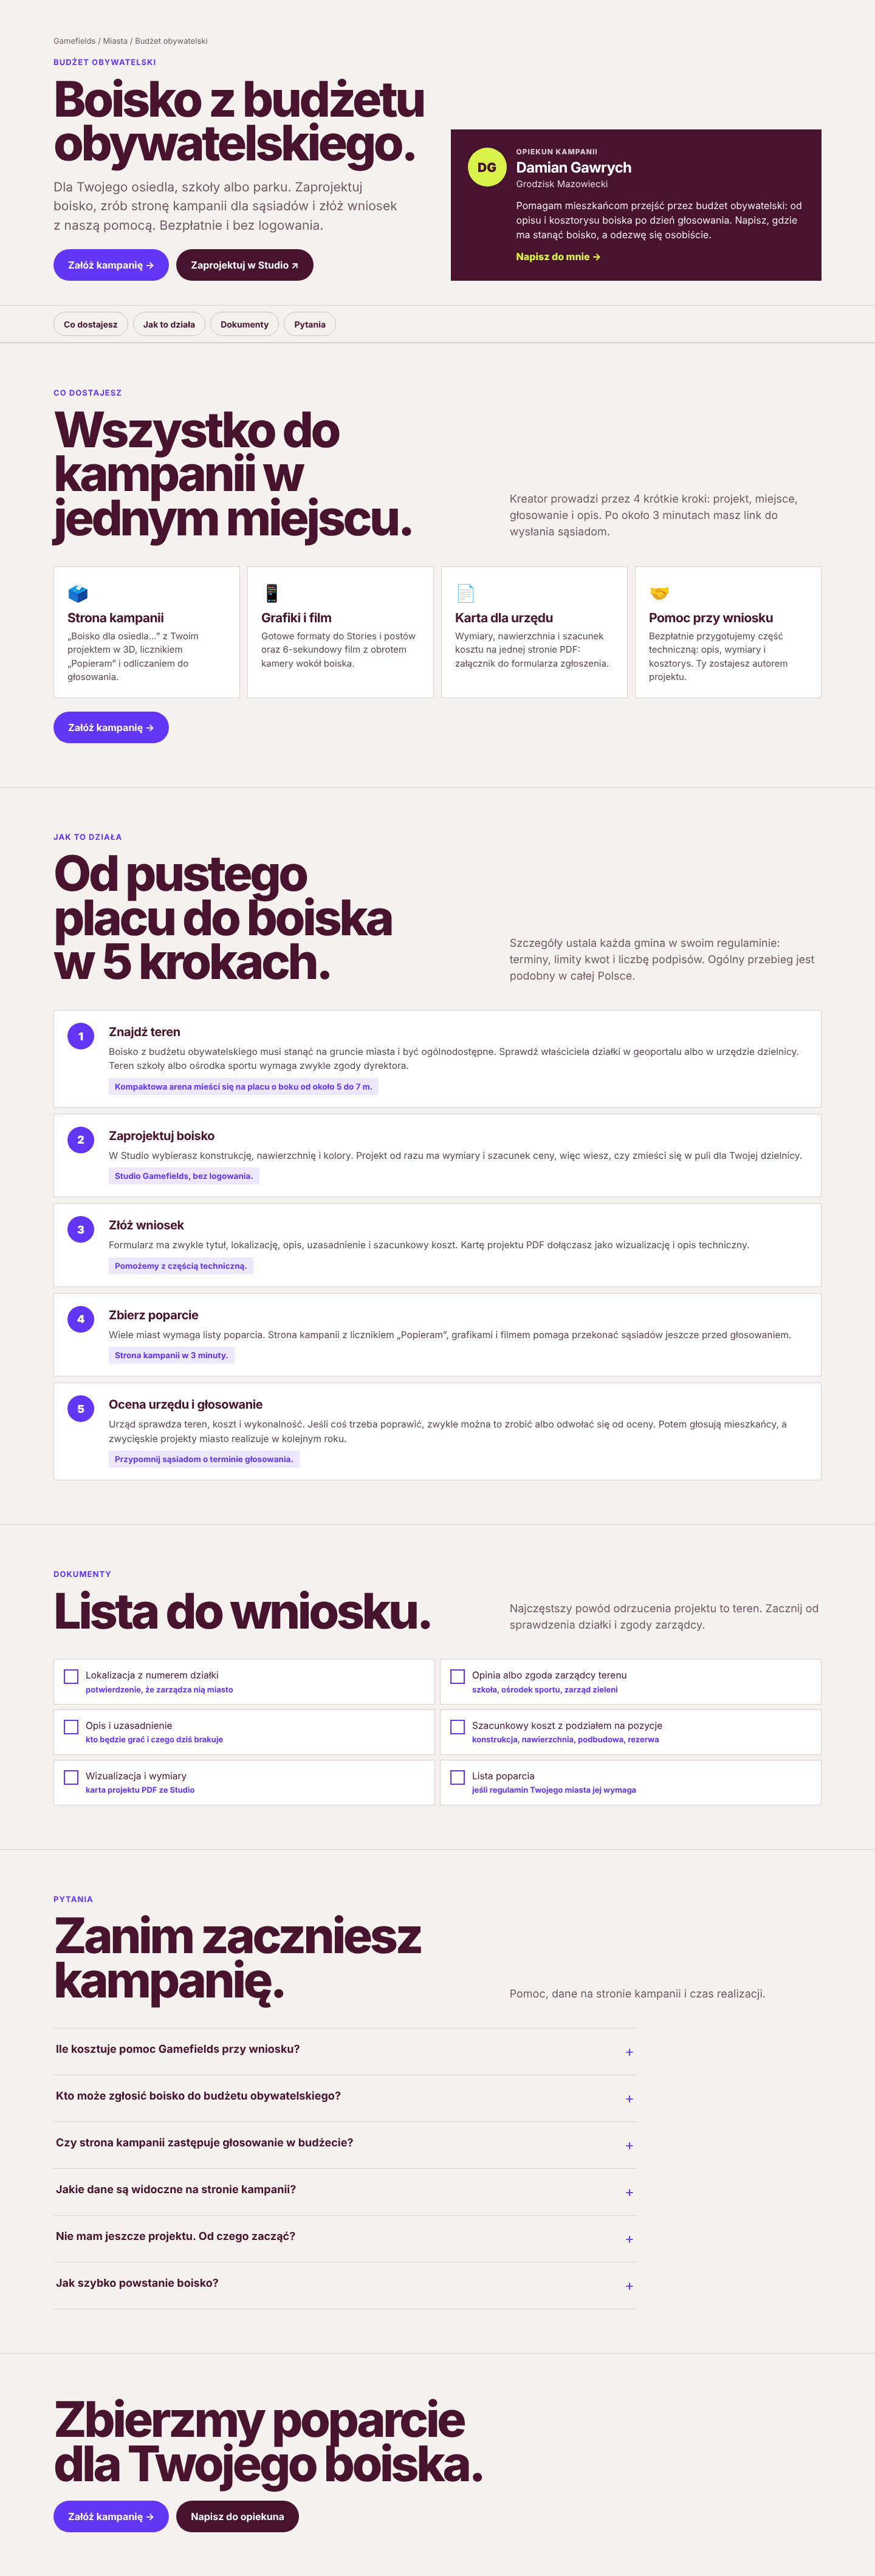 Gamefields / Miasta / Budżet obywatelski
BUDŻET OBYWATELSKI
Boisko z budżetu
obywatelskiego.
Dla Twojego osiedla, szkoły albo parku. Zaprojektuj
boisko, zrób stronę kampanii dla sąsiadów i złóż wniosek
z naszą pomocą. Bezpłatnie i bez logowania.
Załóż kampanię →
Zaprojektuj w Studio ↗
DG
OPIEKUN KAMPANII
Damian Gawrych
Grodzisk Mazowiecki
Pomagam mieszkańcom przejść przez budżet obywatelski: od
opisu i kosztorysu boiska po dzień głosowania. Napisz, gdzie
ma stanąć boisko, a odezwę się osobiście.
Napisz do mnie →
Co dostajesz
Jak to działa
Dokumenty
Pytania
CO DOSTAJESZ
Wszystko do
kampanii w
jednym miejscu.
Kreator prowadzi przez 4 krótkie kroki: projekt, miejsce,
głosowanie i opis. Po około 3 minutach masz link do
wysłania sąsiadom.
Strona kampanii
„Boisko dla osiedla…” z Twoim
projektem w 3D, licznikiem
„Popieram” i odliczaniem do
głosowania.
Grafiki i film
Gotowe formaty do Stories i postów
oraz 6-sekundowy film z obrotem
kamery wokół boiska.
Karta dla urzędu
Wymiary, nawierzchnia i szacunek
kosztu na jednej stronie PDF:
załącznik do formularza zgłoszenia.
Pomoc przy wniosku
Bezpłatnie przygotujemy część
techniczną: opis, wymiary i
kosztorys. Ty zostajesz autorem
projektu.
Załóż kampanię →
JAK TO DZIAŁA
Od pustego
placu do boiska
w 5 krokach.
Szczegóły ustala każda gmina w swoim regulaminie:
terminy, limity kwot i liczbę podpisów. Ogólny przebieg jest
podobny w całej Polsce.
1
Znajdź teren
Boisko z budżetu obywatelskiego musi stanąć na gruncie miasta i być ogólnodostępne. Sprawdź właściciela działki w geoportalu albo w urzędzie dzielnicy.
Teren szkoły albo ośrodka sportu wymaga zwykle zgody dyrektora.
Kompaktowa arena mieści się na placu o boku od około 5 do 7 m.
2
Zaprojektuj boisko
W Studio wybierasz konstrukcję, nawierzchnię i kolory. Projekt od razu ma wymiary i szacunek ceny, więc wiesz, czy zmieści się w puli dla Twojej dzielnicy.
Studio Gamefields, bez logowania.
3
Złóż wniosek
Formularz ma zwykle tytuł, lokalizację, opis, uzasadnienie i szacunkowy koszt. Kartę projektu PDF dołączasz jako wizualizację i opis techniczny.
Pomożemy z częścią techniczną.
4
Zbierz poparcie
Wiele miast wymaga listy poparcia. Strona kampanii z licznikiem „Popieram”, grafikami i filmem pomaga przekonać sąsiadów jeszcze przed głosowaniem.
Strona kampanii w 3 minuty.
5
Ocena urzędu i głosowanie
Urząd sprawdza teren, koszt i wykonalność. Jeśli coś trzeba poprawić, zwykle można to zrobić albo odwołać się od oceny. Potem głosują mieszkańcy, a
zwycięskie projekty miasto realizuje w kolejnym roku.
Przypomnij sąsiadom o terminie głosowania.
DOKUMENTY
Lista do wniosku.
Najczęstszy powód odrzucenia projektu to teren. Zacznij od
sprawdzenia działki i zgody zarządcy.
Lokalizacja z numerem działki
potwierdzenie, że zarządza nią miasto
Opinia albo zgoda zarządcy terenu
szkoła, ośrodek sportu, zarząd zieleni
Opis i uzasadnienie
kto będzie grać i czego dziś brakuje
Szacunkowy koszt z podziałem na pozycje
konstrukcja, nawierzchnia, podbudowa, rezerwa
Wizualizacja i wymiary
karta projektu PDF ze Studio
Lista poparcia
jeśli regulamin Twojego miasta jej wymaga
PYTANIA
Zanim zaczniesz
kampanię.
Pomoc, dane na stronie kampanii i czas realizacji.
Ile kosztuje pomoc Gamefields przy wniosku?
+
Kto może zgłosić boisko do budżetu obywatelskiego?
+
Czy strona kampanii zastępuje głosowanie w budżecie?
+
Jakie dane są widoczne na stronie kampanii?
+
Nie mam jeszcze projektu. Od czego zacząć?
+
Jak szybko powstanie boisko?
+
Zbierzmy poparcie
dla Twojego boiska.
Załóż kampanię →
Napisz do opiekuna